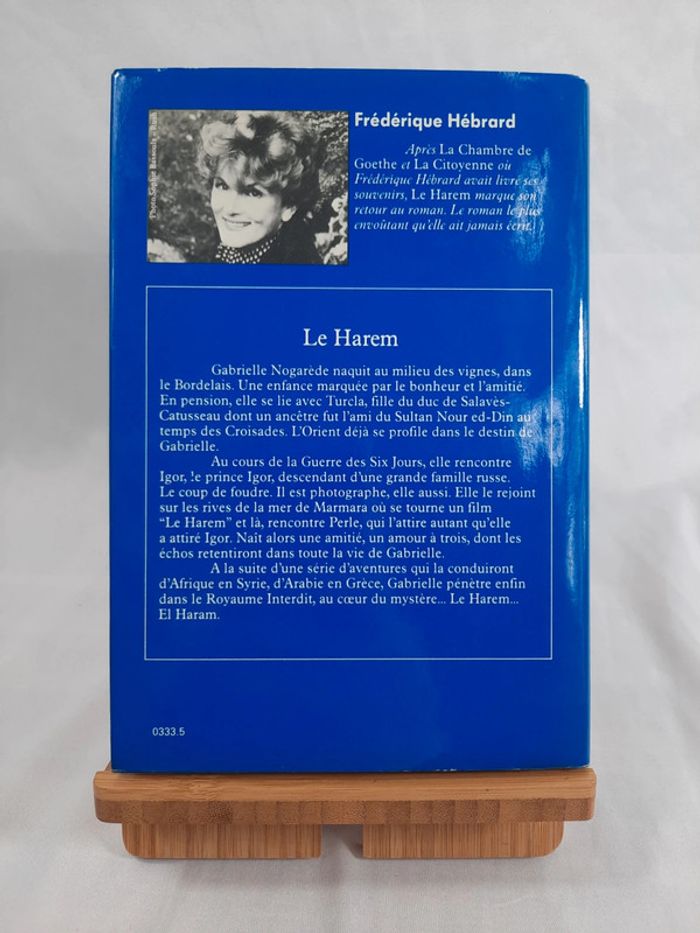 Frédérique Hébrard
Après La Chambre de
Goethe et La Citoyenne où
Frédérique Hébrard avait livré ses
souvenirs, Le Harem marque son
retour au roman. Le roman le plus
envoûtant qu'elle ait jamais écrit.
Le Harem
Gabrielle Nogarède naquit au milieu des vignes, dans
le Bordelais. Une enfance marquée par le bonheur et l'amitié.
En pension, elle se lie avec Turcla, fille du duc de Salavès-
Catusseau dont un ancêtre fut l'ami du Sultan Nour ed-Din au
temps des Croisades. L'Orient déjà se profile dans le destin de
Gabrielle.
Au cours de la Guerre des Six Jours, elle rencontre
Igor, le prince Igor, descendant d'une grande famille russe.
Le coup de foudre. Il est photographe, elle aussi. Elle le rejoint
sur les rives de la mer de Marmara où se tourne un film
"Le Harem" et là, rencontre Perle, qui l'attire autant qu'elle
a attiré Igor. Naît alors une amitié, un amour à trois, dont les
échos retentiront dans toute la vie de Gabrielle.
A la suite d'une série d'aventures qui la conduiront
d'Afrique en Syrie, d'Arabie en Grèce, Gabrielle pénètre enfin
dans le Royaume Interdit, au cœur du mystère... Le Harem...
El Haram.
0333.5